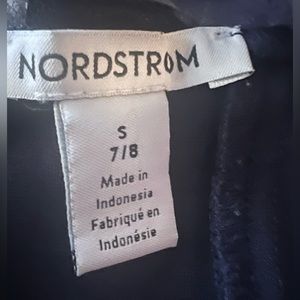 NORDSTROM
S
7/8
Made in
Indonesia
Fabriqué en
Indonésie